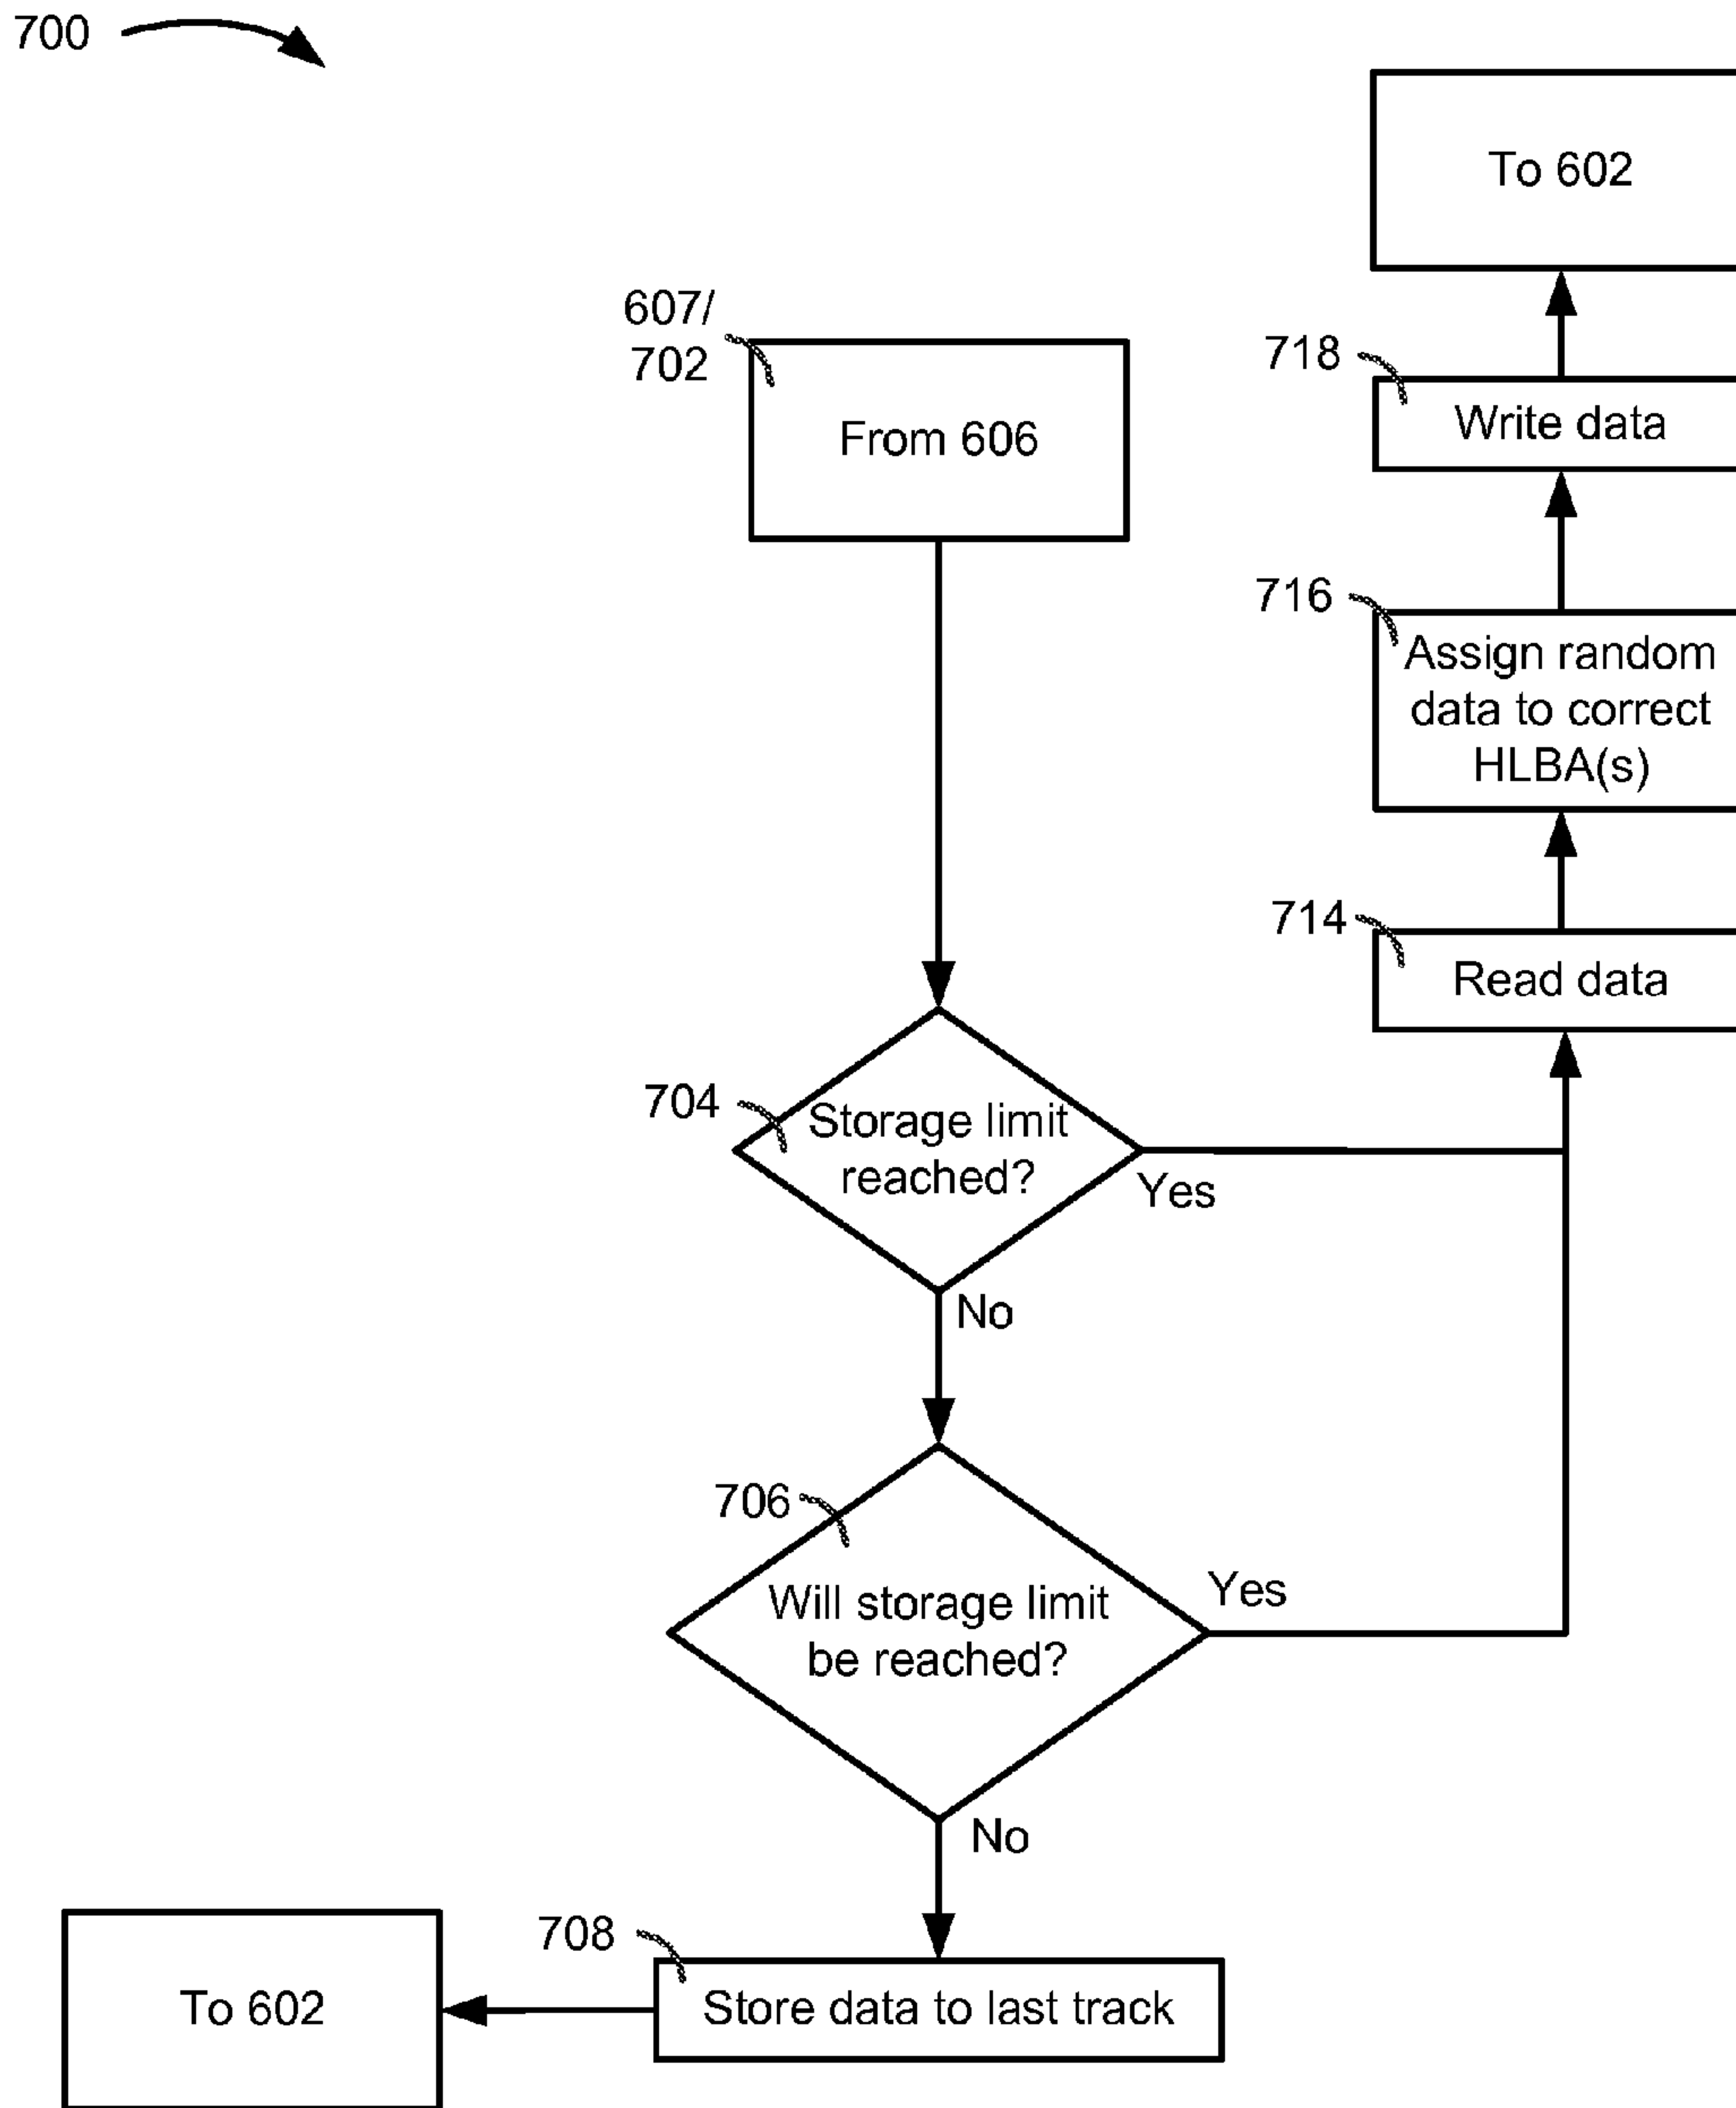 700
To 602
607/
702
From 606
718
Write data
716
Assign random
data to correct
HLBA(s)
714
Read data
704
Storage limit
reached?
Yes
No
706
Will storage limit
be reached?
Yes
No
708
Store data to last track
To 602